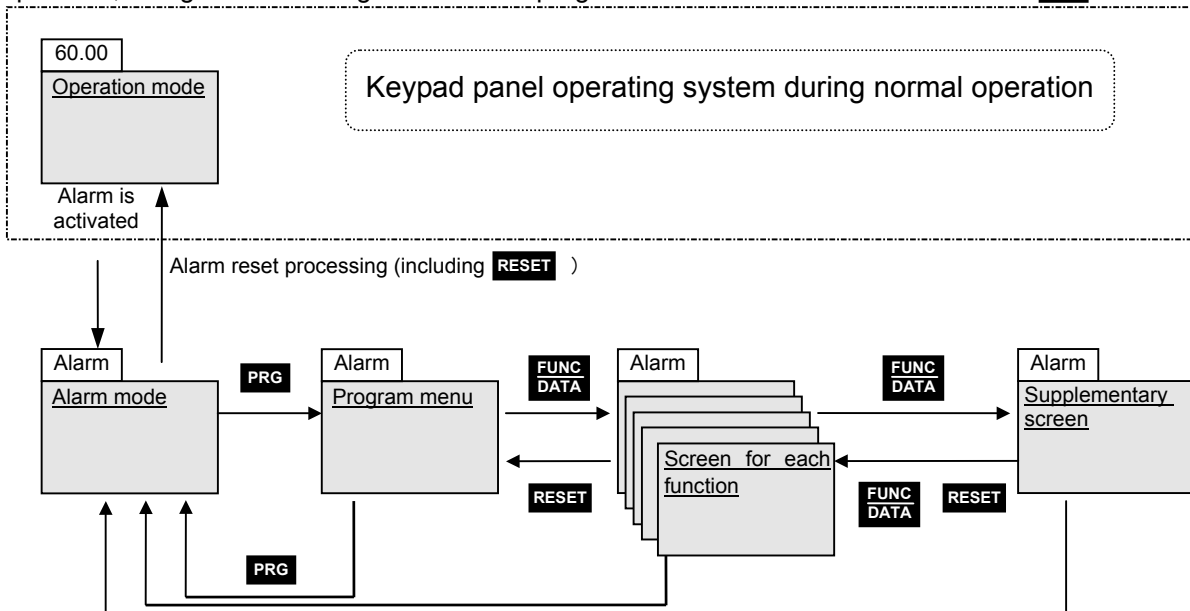 60.00
Operation mode
Keypad panel operating system during normal operation
Alarm is
activated
Alarm reset processing (including RESET )
Alarm
Alarm mode
PRG
Alarm
Program menu
FUNC
DATA
RESET
Alarm
Screen for each
function
FUNC
DATA
FUNC
DATA
RESET
Alarm
Supplementary
screen
PRG